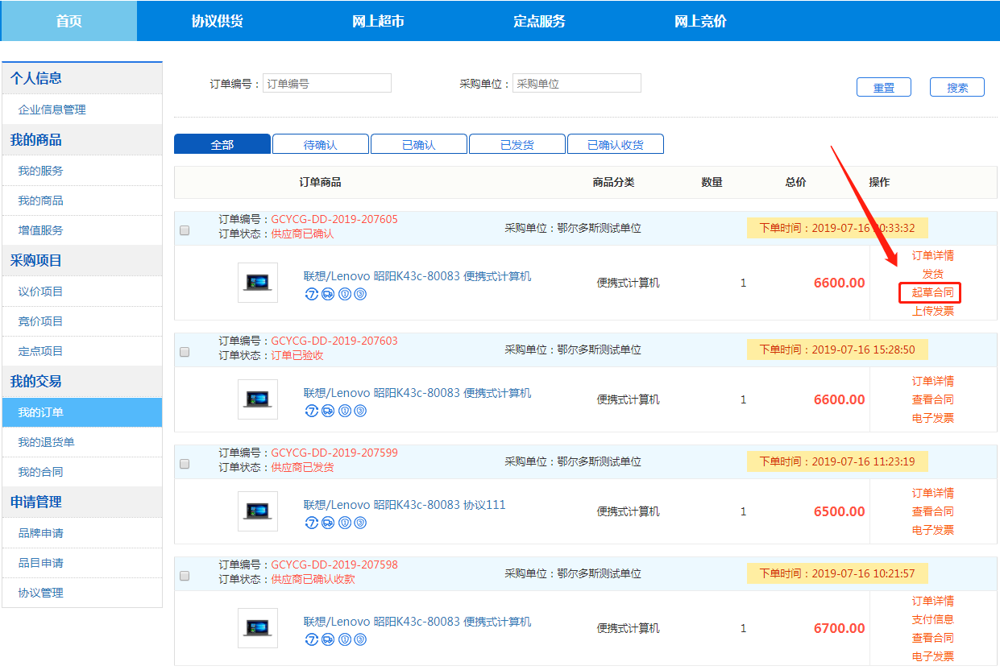 首页 协议供货 网上超市 定点服务 网上竞价
个人信息
企业信息管理
我的商品
我的服务
我的商品
增值服务
采购项目
议价项目
竞价项目
定点项目
我的交易
我的订单
我的退货单
我的合同
申请管理
品牌申请
品目申请
协议管理
订单编号： 订单编号 采购单位： 采购单位 重置 搜索
全部 待确认 已确认 已发货 已确认收货
订单商品 商品分类 数量 总价 操作
订单编号：GCYCG-DD-2019-207605
订单状态：供应商已确认
采购单位：鄂尔多斯测试单位
下单时间：2019-07-16 20:33:32
联想/Lenovo 昭阳K43c-80083 便携式计算机
便携式计算机 1 6600.00
订单详情
发货
起草合同
上传发票
订单编号：GCYCG-DD-2019-207603
订单状态：订单已验收
采购单位：鄂尔多斯测试单位
下单时间：2019-07-16 15:28:50
联想/Lenovo 昭阳K43c-80083 便携式计算机
便携式计算机 1 6600.00
订单详情
查看合同
电子发票
订单编号：GCYCG-DD-2019-207599
订单状态：供应商已发货
采购单位：鄂尔多斯测试单位
下单时间：2019-07-16 11:23:19
联想/Lenovo 昭阳K43c-80083 协议111
便携式计算机 1 6500.00
订单详情
查看合同
电子发票
订单编号：GCYCG-DD-2019-207598
订单状态：供应商已确认收款
采购单位：鄂尔多斯测试单位
下单时间：2019-07-16 10:21:57
联想/Lenovo 昭阳K43c-80083 便携式计算机
便携式计算机 1 6700.00
订单详情
支付信息
查看合同
电子发票